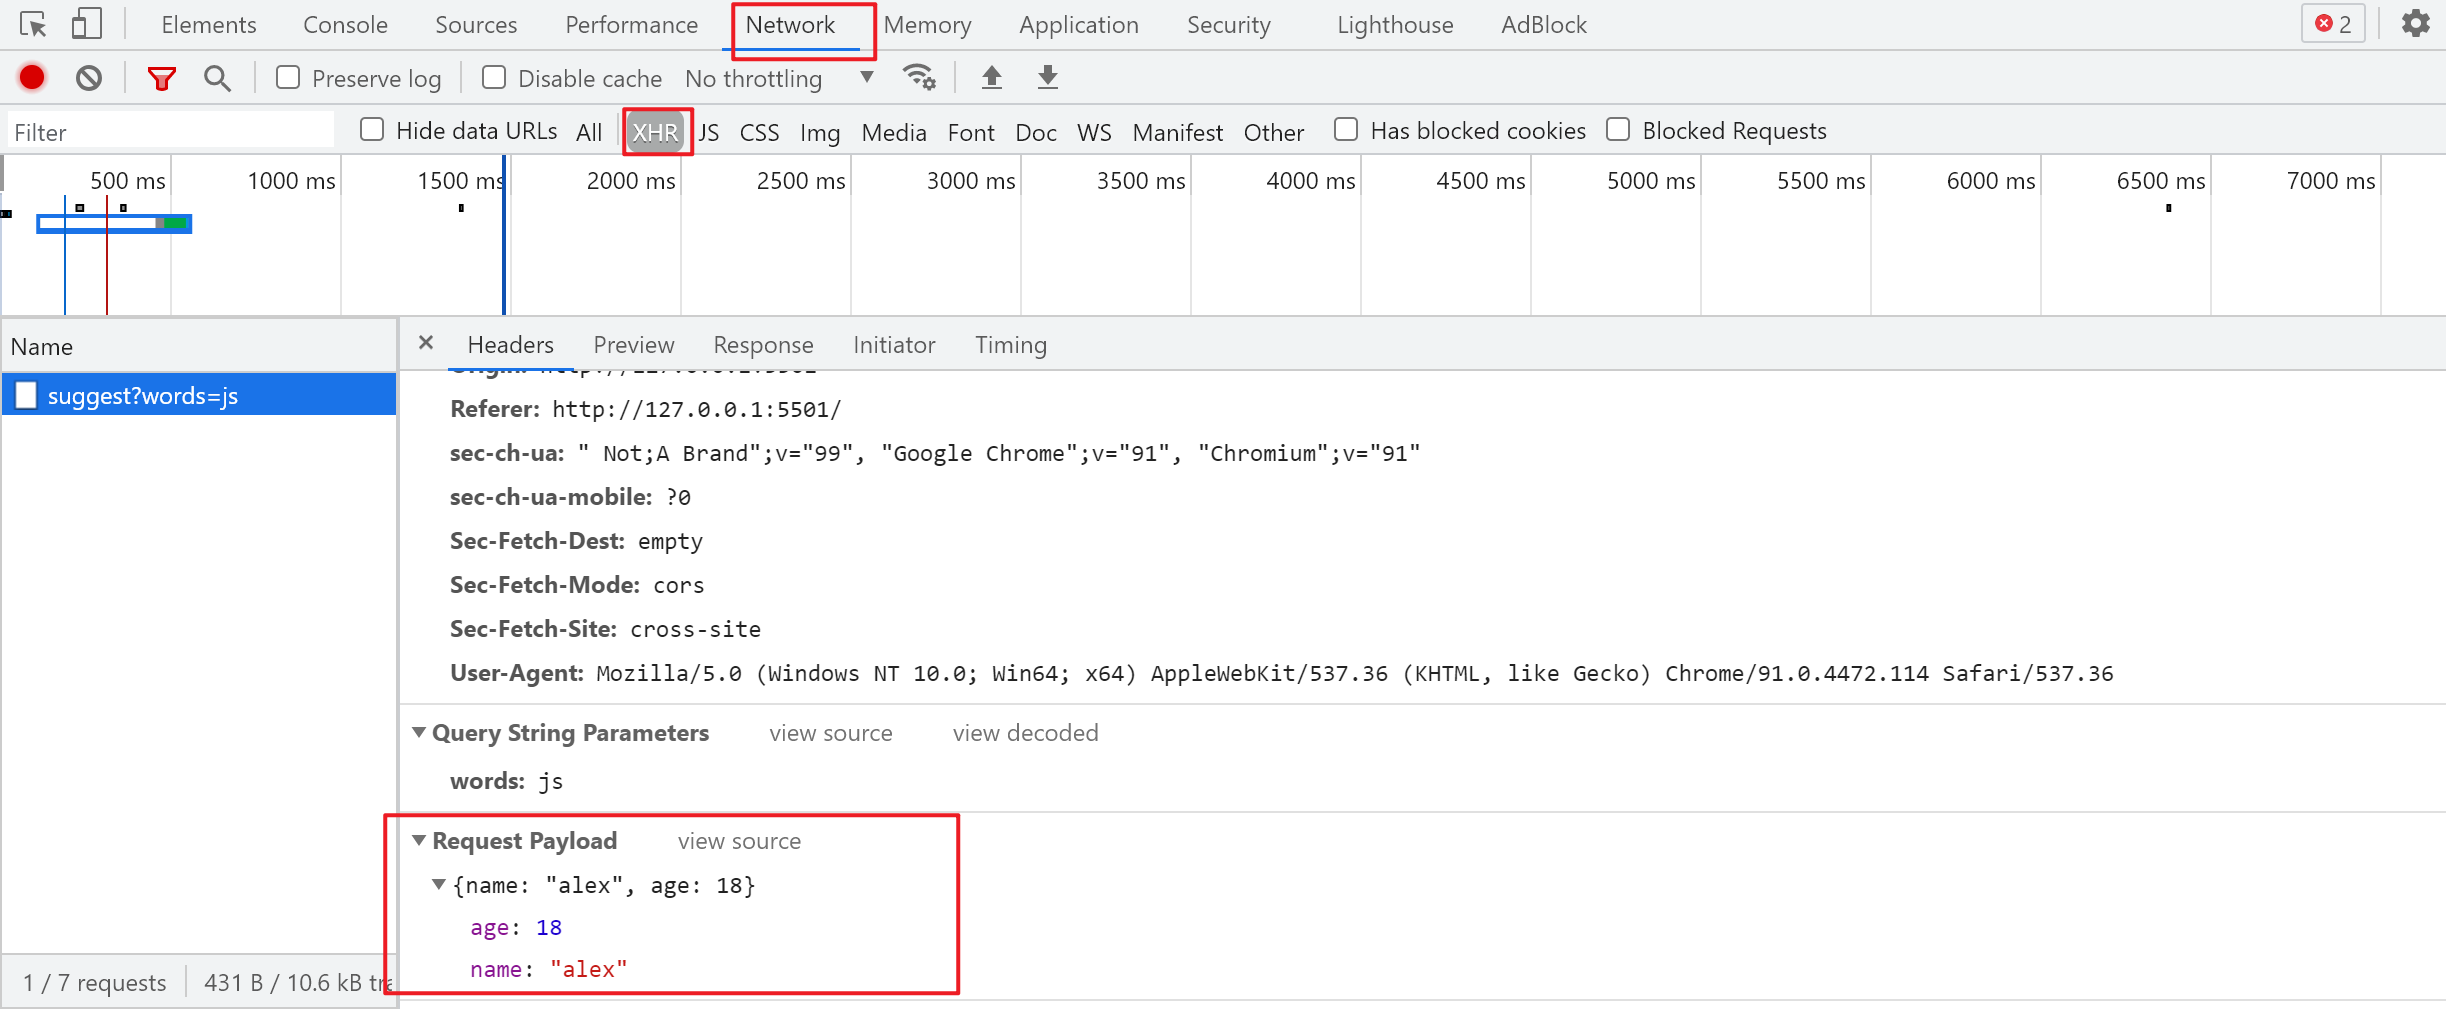 Elements Console Sources Performance Network Memory Application Security Lighthouse AdBlock 2
Preserve log Disable cache No throttling
Filter Hide data URLs All XHR JS CSS Img Media Font Doc WS Manifest Other Has blocked cookies Blocked Requests
500 ms 1000 ms 1500 ms 2000 ms 2500 ms 3000 ms 3500 ms 4000 ms 4500 ms 5000 ms 5500 ms 6000 ms 6500 ms 7000 ms
Name
suggest?words=js
1 / 7 requests 431 B / 10.6 kB
Headers Preview Response Initiator Timing
Referer: http://127.0.0.1:5501/
sec-ch-ua: " Not;A Brand";v="99", "Google Chrome";v="91", "Chromium";v="91"
sec-ch-ua-mobile: ?0
Sec-Fetch-Dest: empty
Sec-Fetch-Mode: cors
Sec-Fetch-Site: cross-site
User-Agent: Mozilla/5.0 (Windows NT 10.0; Win64; x64) AppleWebKit/537.36 (KHTML, like Gecko) Chrome/91.0.4472.114 Safari/537.36
Query String Parameters view source view decoded
words: js
Request Payload view source
{name: "alex", age: 18}
age: 18
name: "alex"